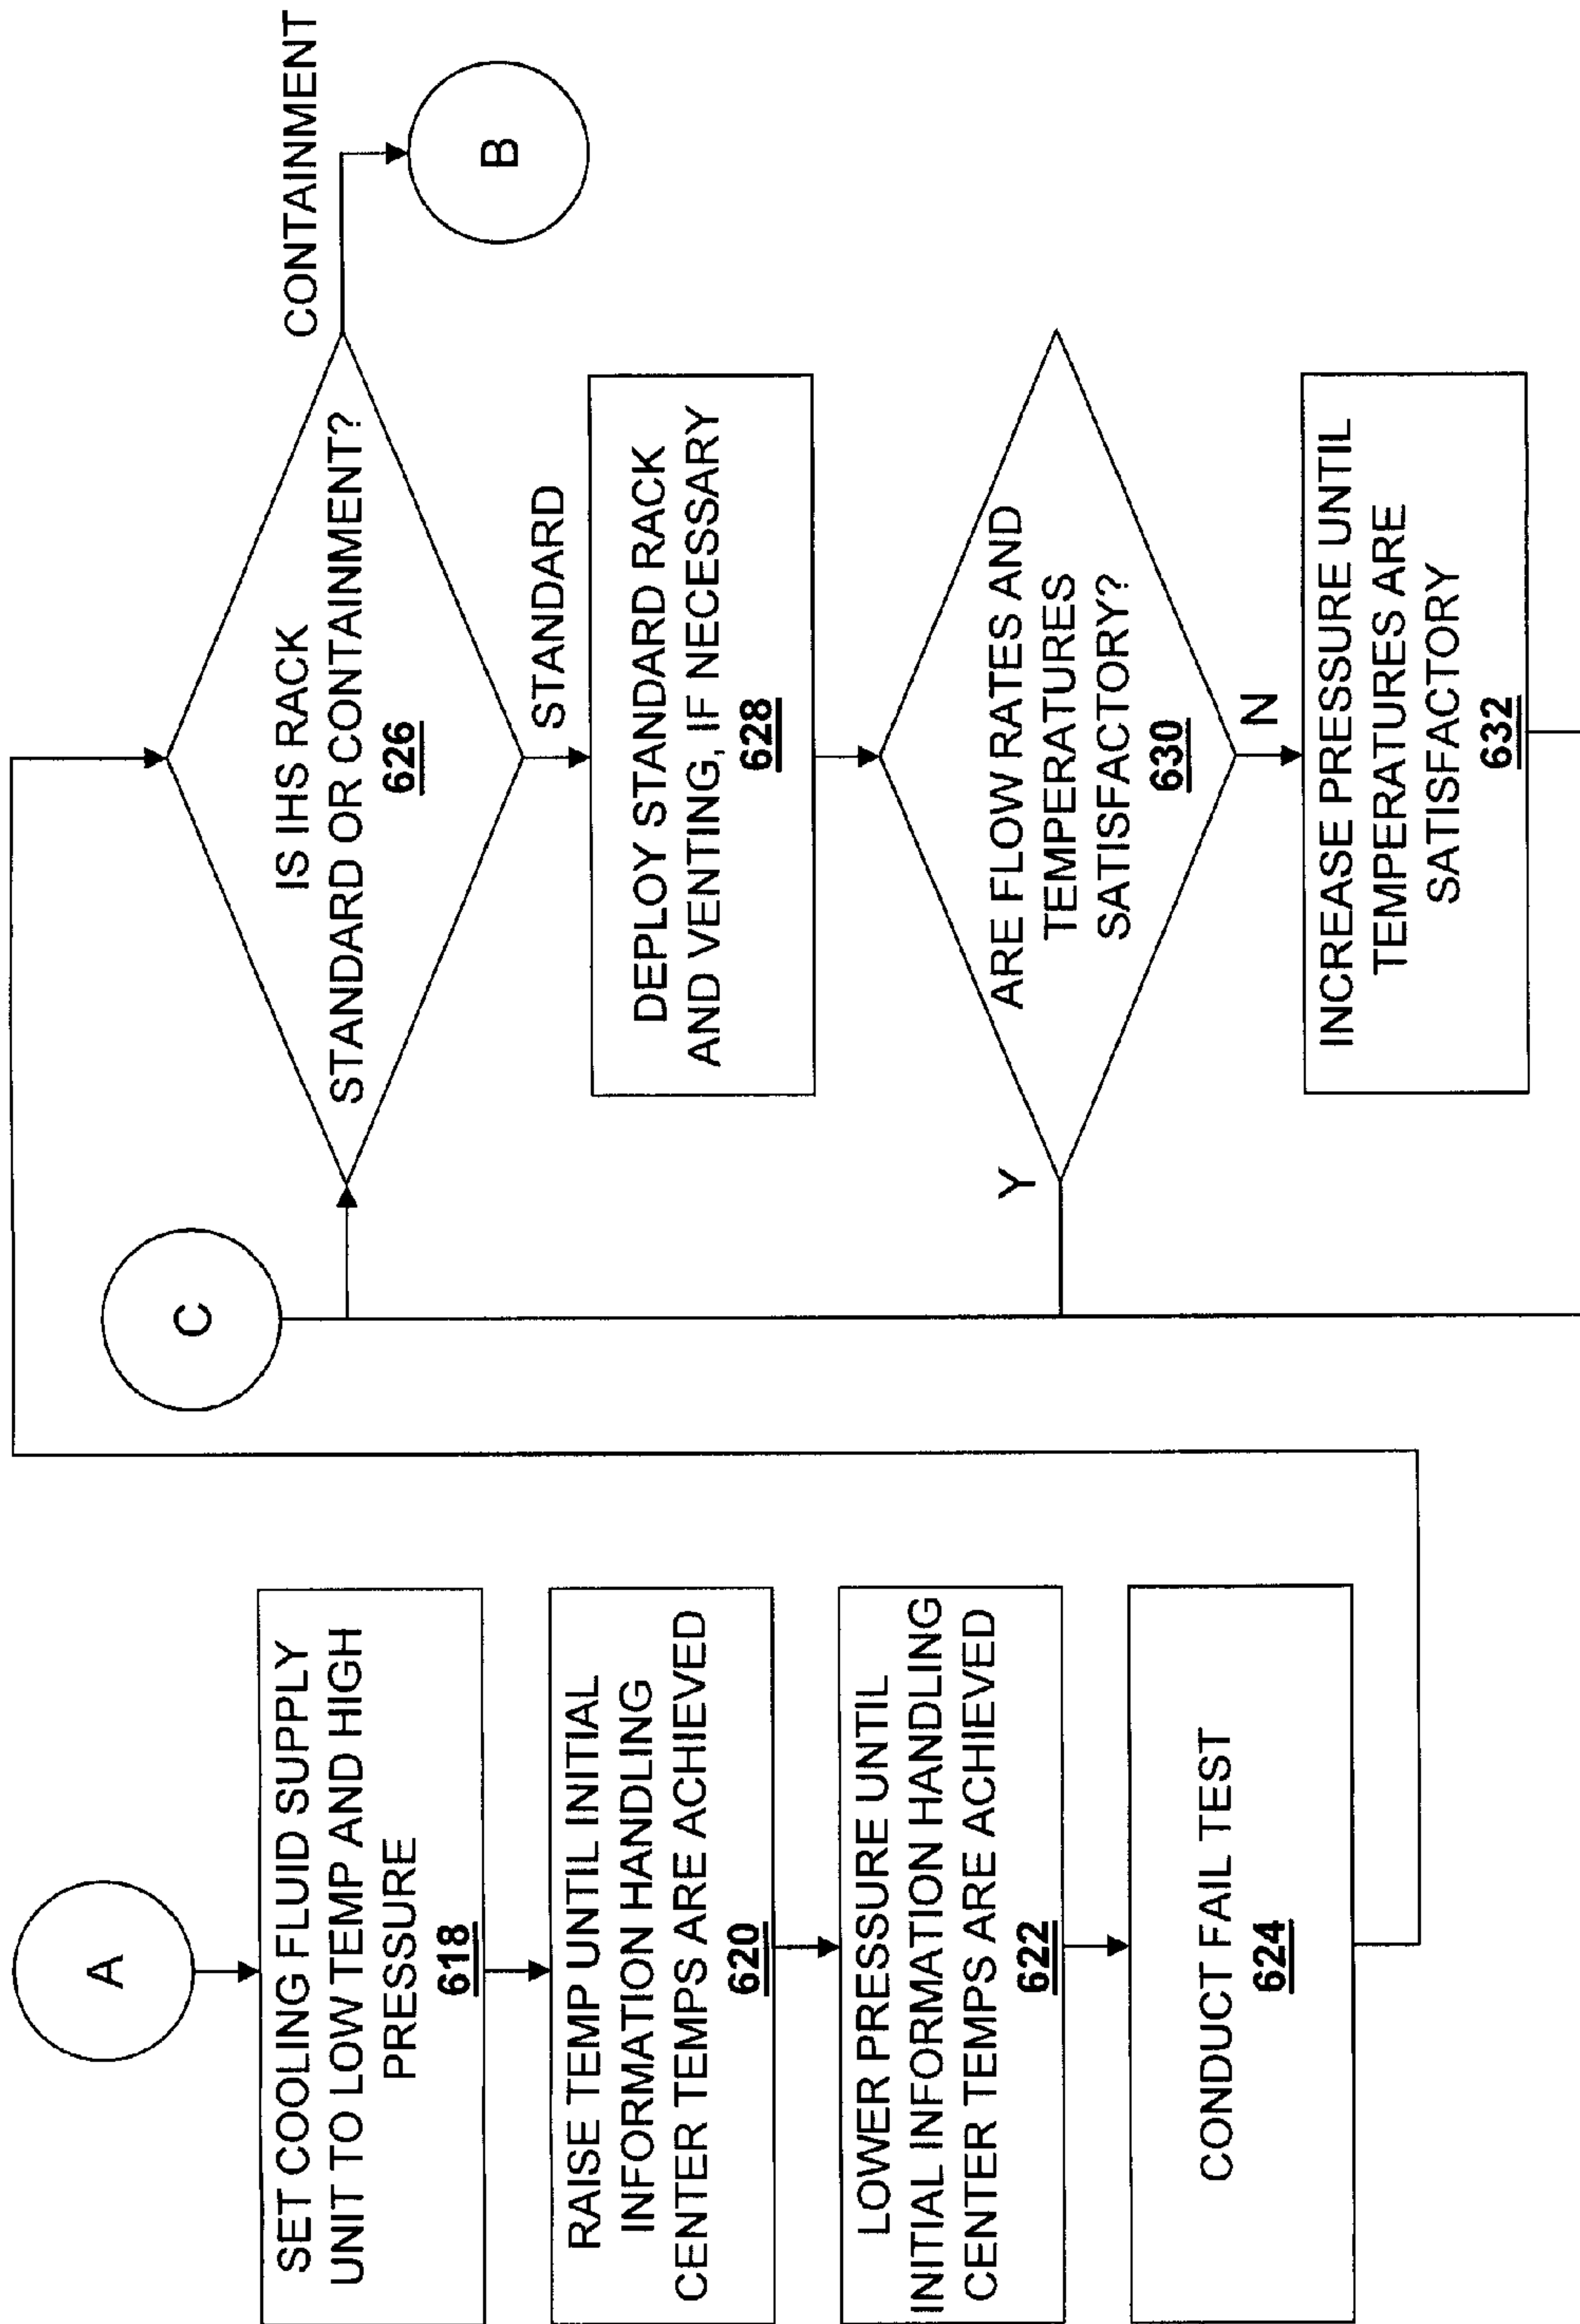 A
SET COOLING FLUID SUPPLY
UNIT TO LOW TEMP AND HIGH
PRESSURE
618
RAISE TEMP UNTIL INITIAL
INFORMATION HANDLING
CENTER TEMPS ARE ACHIEVED
620
LOWER PRESSURE UNTIL
INITIAL INFORMATION HANDLING
CENTER TEMPS ARE ACHIEVED
622
CONDUCT FAIL TEST
624
C
IS IHS RACK
STANDARD OR CONTAINMENT?
626
CONTAINMENT
B
STANDARD
DEPLOY STANDARD RACK
AND VENTING, IF NECESSARY
628
ARE FLOW RATES AND
TEMPERATURES
SATISFACTORY?
630
Y
N
INCREASE PRESSURE UNTIL
TEMPERATURES ARE
SATISFACTORY
632